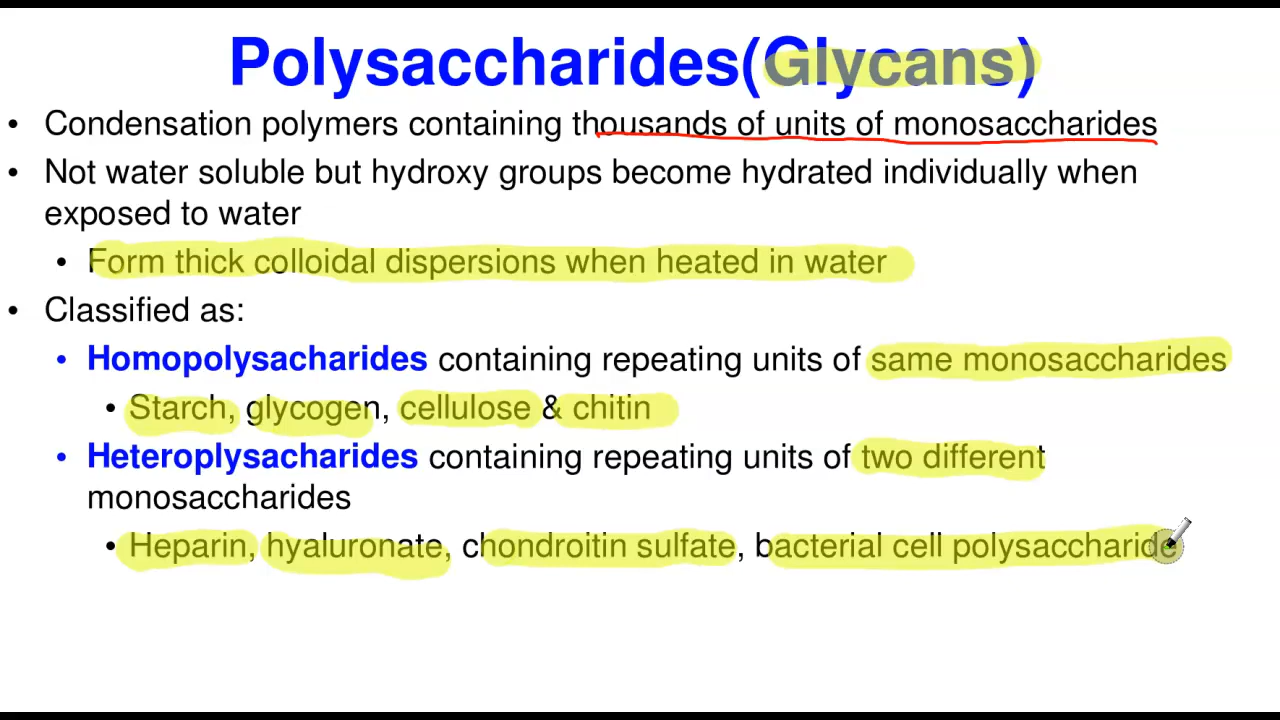 Polysaccharides(Glycans)
• Condensation polymers containing thousands of units of monosaccharides
• Not water soluble but hydroxy groups become hydrated individually when
exposed to water
• Form thick colloidal dispersions when heated in water
• Classified as:
• Homopolysacharides containing repeating units of same monosaccharides
• Starch, glycogen, cellulose & chitin
• Heteroplysacharides containing repeating units of two different
monosaccharides
• Heparin, hyaluronate, chondroitin sulfate, bacterial cell polysaccharide